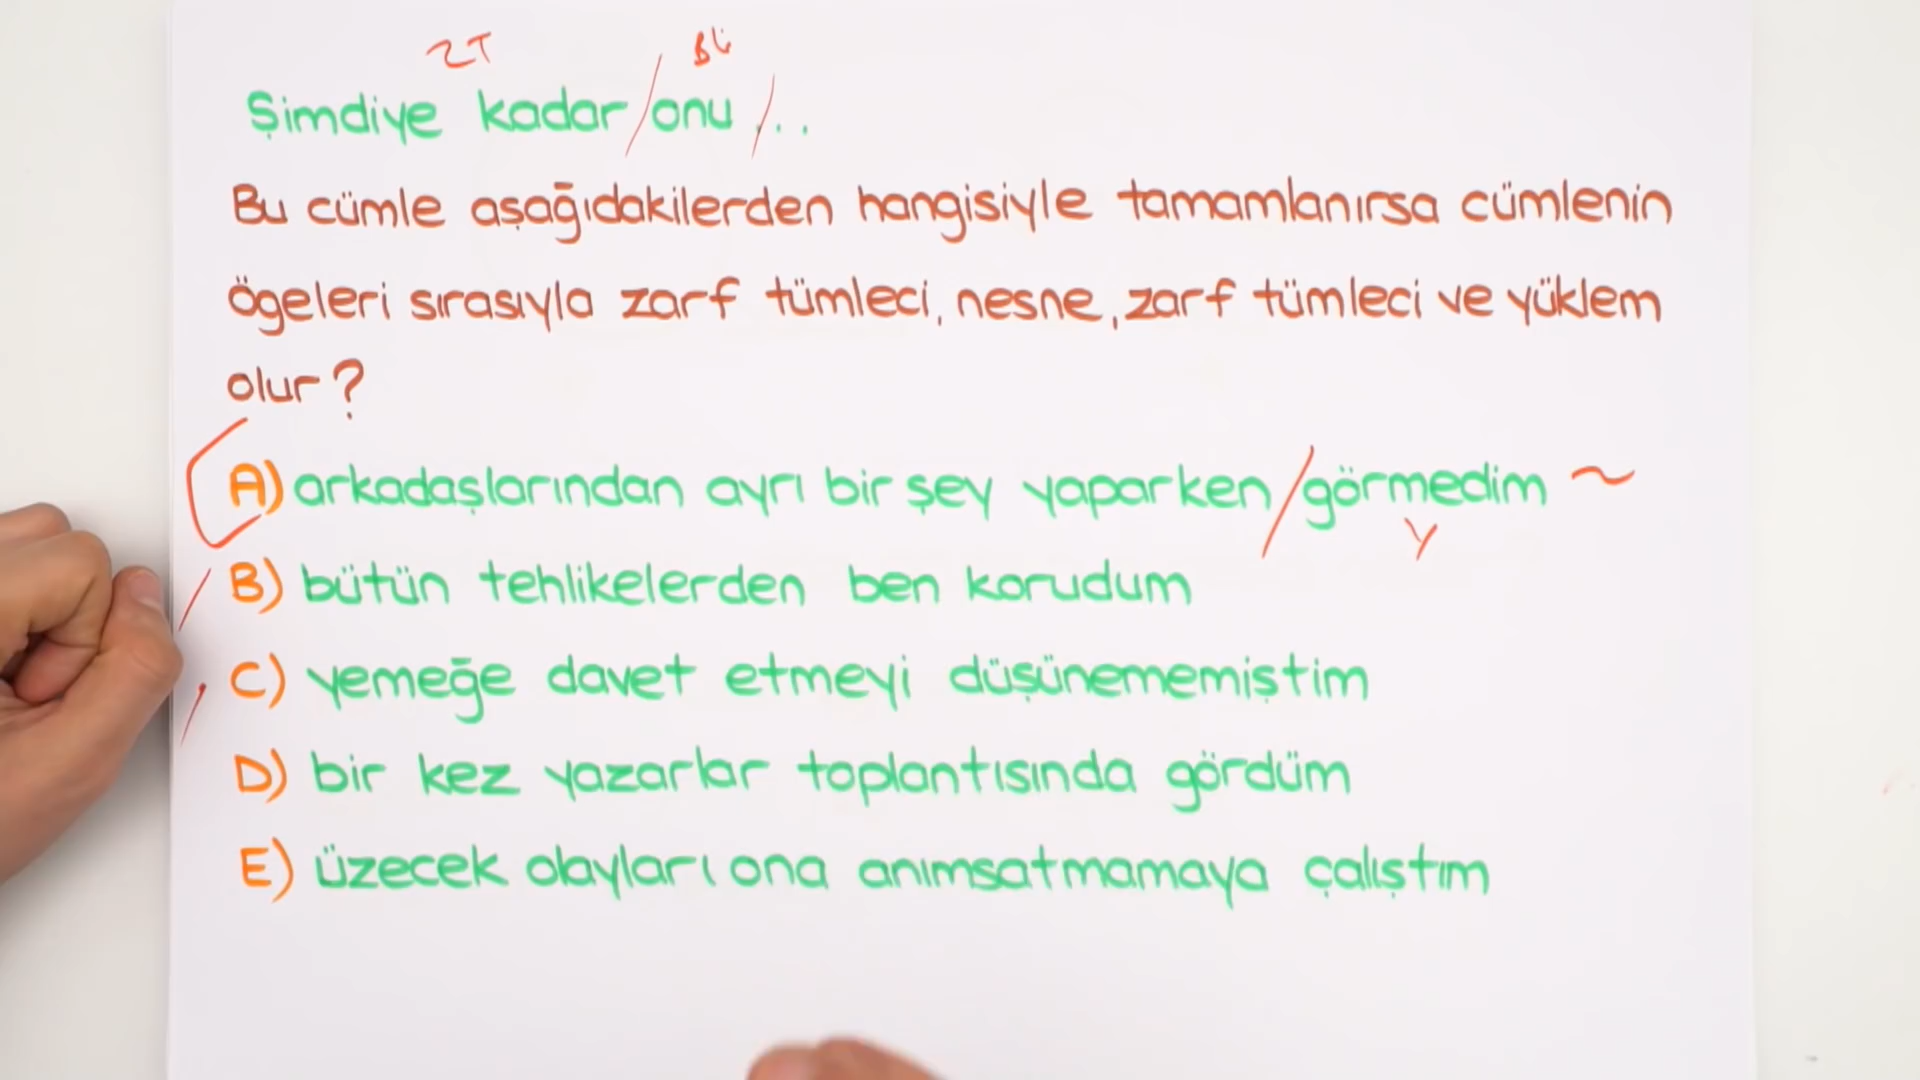 ZT BLi
Şimdiye kadar / onu / ...
Bu cümle aşağıdakilerden hangisiyle tamamlanırsa cümlenin
ögeleri sırasıyla zarf tümleci, nesne, zarf tümleci ve yüklem
olur?
A) arkadaşlarından ayrı bir şey yaparken / görmedim ~
Y
B) bütün tehlikelerden ben korudum
C) yemeğe davet etmeyi düşünememiştim
D) bir kez yazarlar toplantısında gördüm
E) üzecek olayları ona anımsatmamaya çalıştım